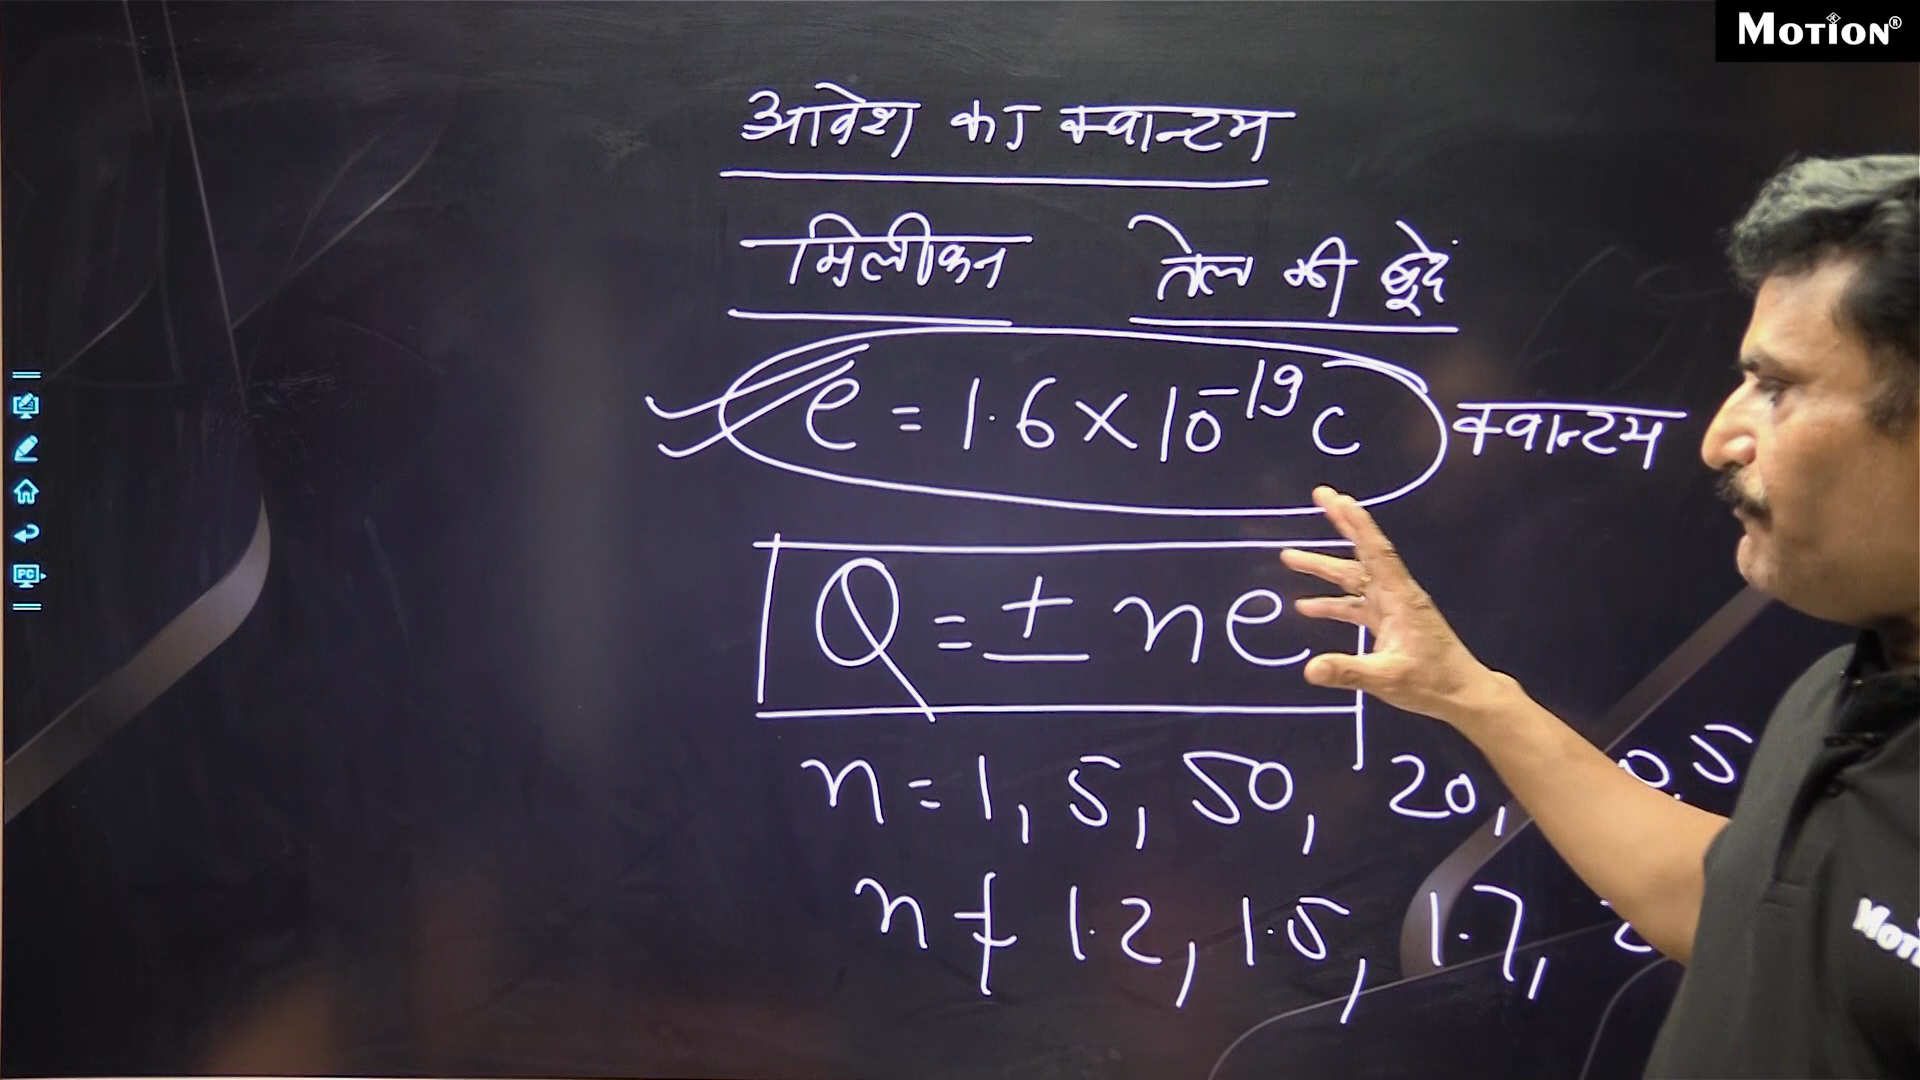 MOTION®
आवेश का क्वान्टम
मिलीकन तेल की बूंदें
e = 1.6 × 10⁻¹⁹ C क्वान्टम
Q = ± ne
n = 1, 5, 50, 20,
n ≠ 1.2, 1.5, 1.7,
PC